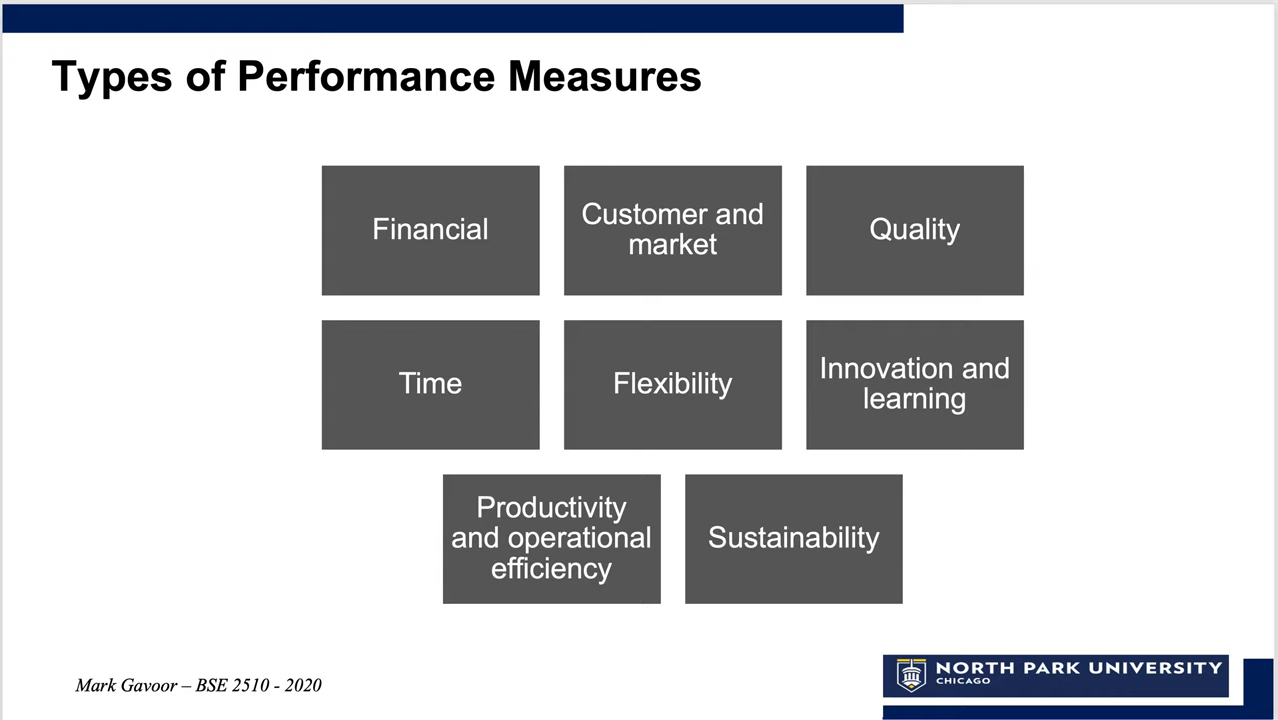 Types of Performance Measures
Financial
Customer and
market
Quality
Time
Flexibility
Innovation and
learning
Productivity
and operational
efficiency
Sustainability
Mark Gavoor – BSE 2510 - 2020
NORTH PARK UNIVERSITY
CHICAGO